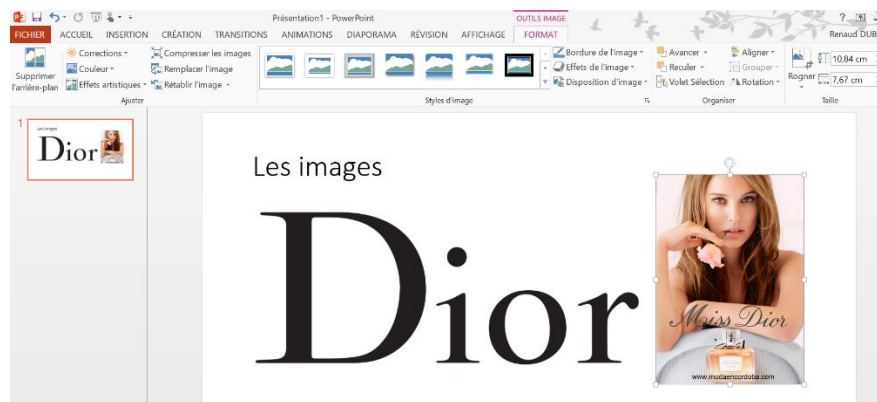 Présentation1 - PowerPoint
OUTILS IMAGE
?
FICHIER ACCUEIL INSERTION CRÉATION TRANSITIONS ANIMATIONS DIAPORAMA RÉVISION AFFICHAGE FORMAT Renaud DUB
Supprimer l'arrière-plan
Corrections
Couleur
Effets artistiques
Compresser les images
Remplacer l'image
Rétablir l'image
Ajuster
Styles d'image
Bordure de l'image
Effets de l'image
Disposition d'image
Avancer
Reculer
Volet Sélection
Aligner
Grouper
Rotation
Organiser
Rogner
10,84 cm
7,67 cm
Taille
1
Les images
Dior
Les images
Dior
Miss Dior
www.modaencordoba.com